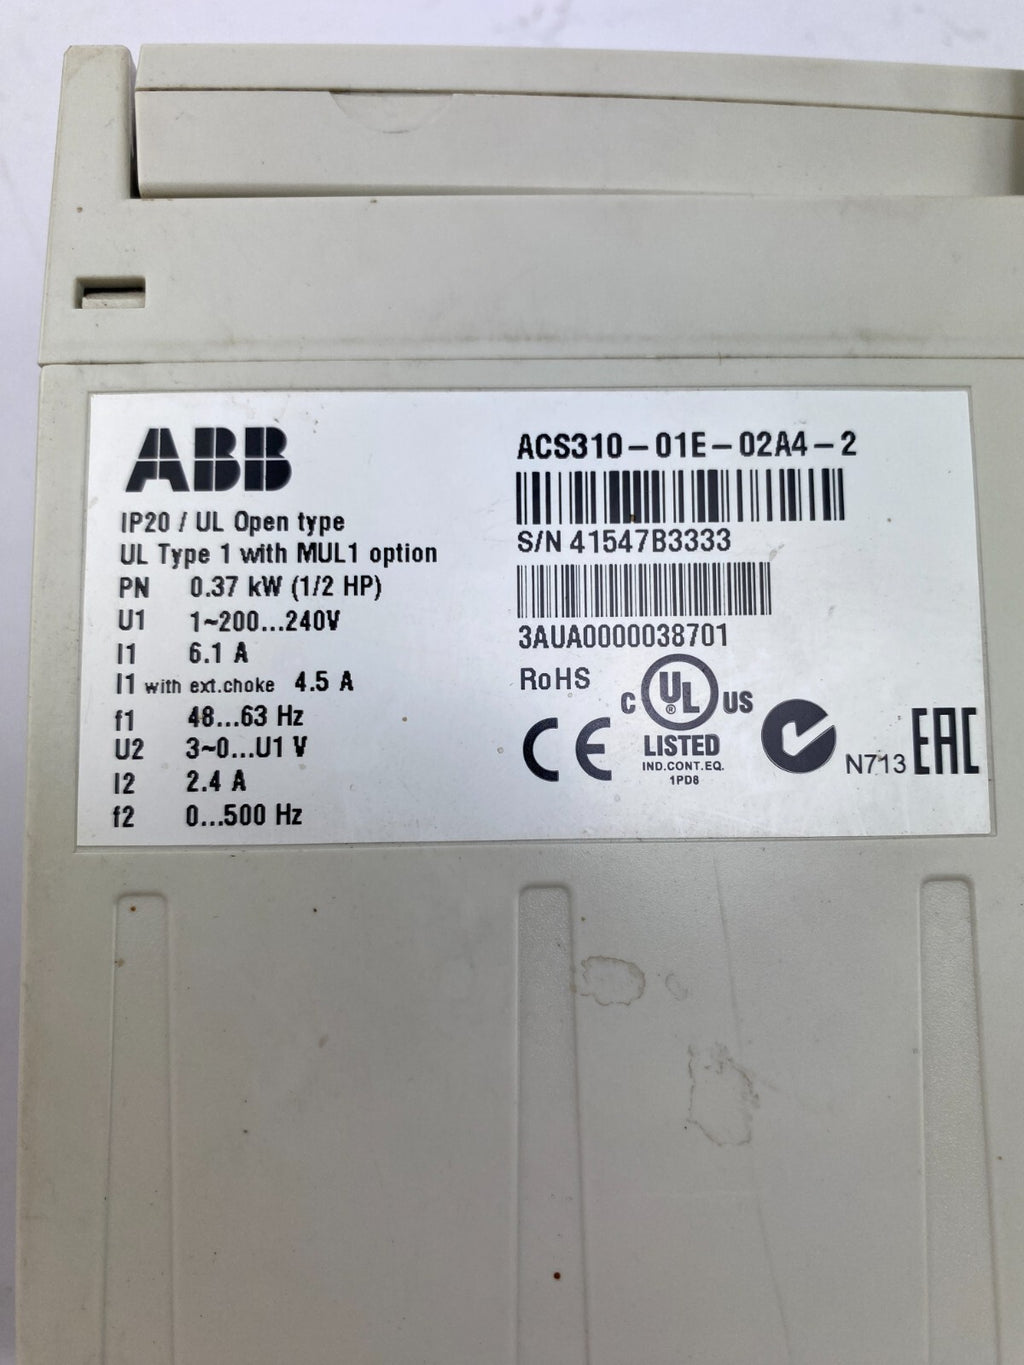 ABB
IP20 / UL Open type
UL Type 1 with MUL1 option
PN 0.37 kW (1/2 HP)
U1 1~200...240V
I1 6.1 A
I1 with ext.choke 4.5 A
f1 48...63 Hz
U2 3~0...U1 V
I2 2.4 A
f2 0...500 Hz
ACS310-01E-02A4-2
S/N 41547B3333
3AUA0000038701
RoHS
CE
C UL ® US
LISTED
IND.CONT.EQ.
1PD8
N713
EAC